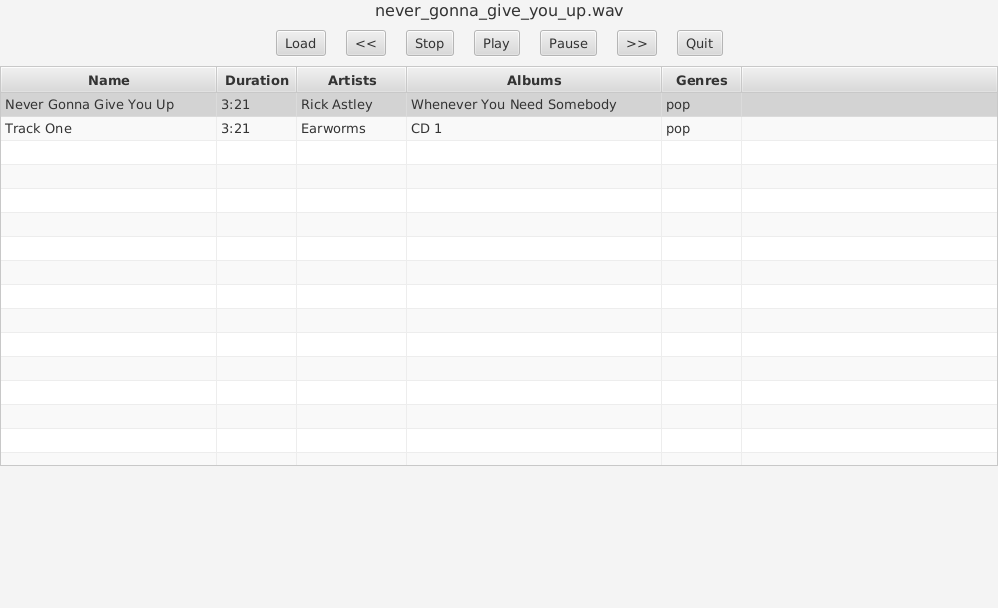 never_gonna_give_you_up.wav
Load << Stop Play Pause >> Quit
Name Duration Artists Albums Genres
Never Gonna Give You Up 3:21 Rick Astley Whenever You Need Somebody pop
Track One 3:21 Earworms CD 1 pop